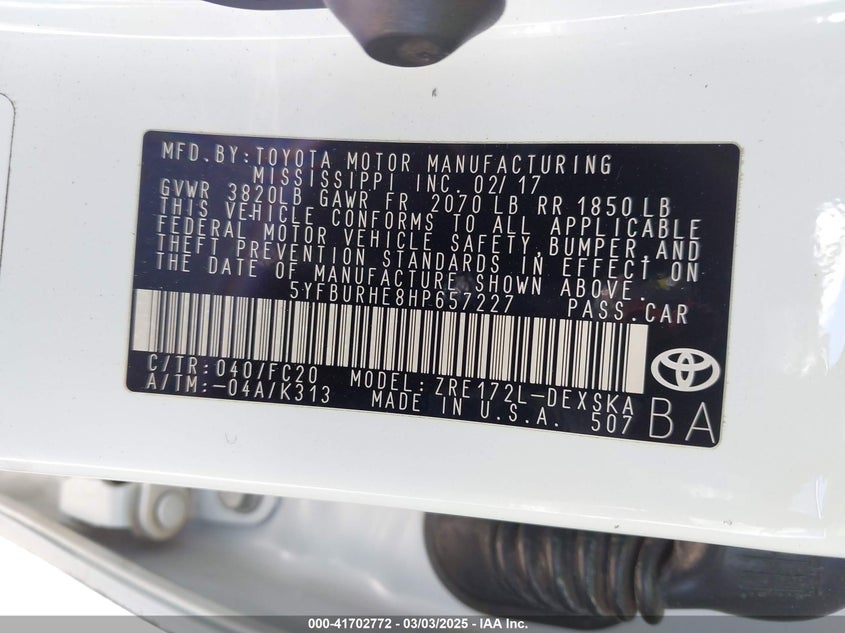 MFD.BY:TOYOTA MOTOR MANUFACTURING
MISSISSIPPI INC. 02/17
GVWR 3820LB GAWR FR 2070 LB RR 1850 LB
THIS VEHICLE CONFORMS TO ALL APPLICABLE
FEDERAL MOTOR VEHICLE SAFETY, BUMPER,AND
THEFT PREVENTION STANDARDS IN EFFECT ON
THE DATE OF MANUFACTURE SHOWN ABOVE.
5YFBURHE8HP657227 PASS.CAR
C/TR:040/FC20 MODEL:ZRE172L-DEXSKA
A/TM:-04A/K313 MADE IN U.S.A. 507
BA
000-41702772 - 03/03/2025 - IAA Inc.